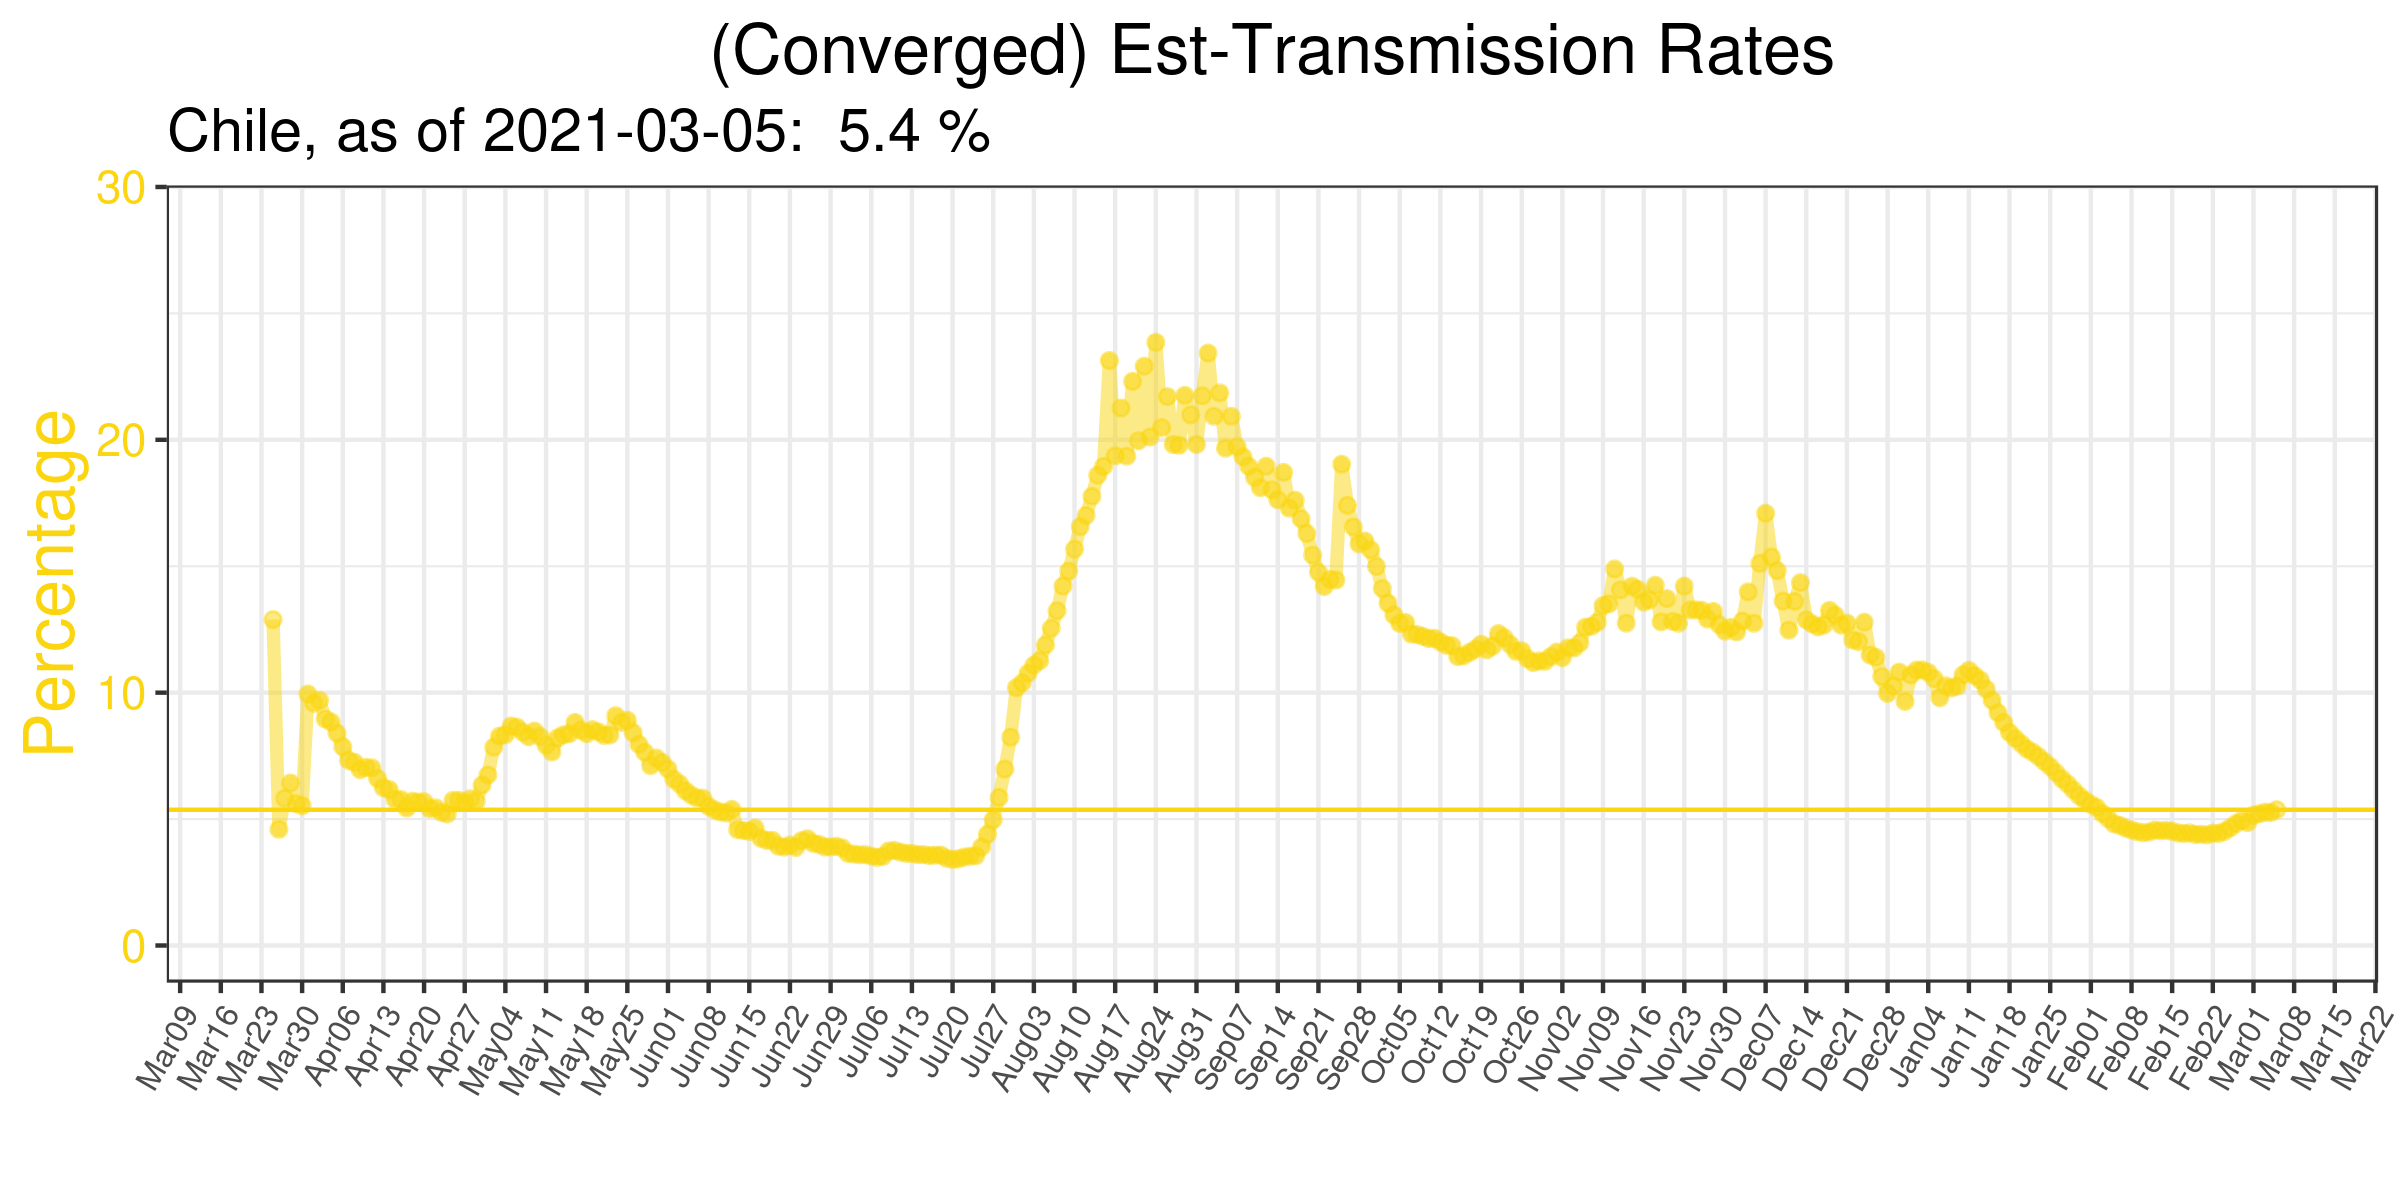 (Converged) Est-Transmission Rates
Chile, as of 2021-03-05:  5.4 %
Percentage
30
20
10
0
Mar09
Mar16
Mar23
Mar30
Apr06
Apr13
Apr20
Apr27
May04
May11
May18
May25
Jun01
Jun08
Jun15
Jun22
Jun29
Jul06
Jul13
Jul20
Jul27
Aug03
Aug10
Aug17
Aug24
Aug31
Sep07
Sep14
Sep21
Sep28
Oct05
Oct12
Oct19
Oct26
Nov02
Nov09
Nov16
Nov23
Nov30
Dec07
Dec14
Dec21
Dec28
Jan04
Jan11
Jan18
Jan25
Feb01
Feb08
Feb15
Feb22
Mar01
Mar08
Mar15
Mar22